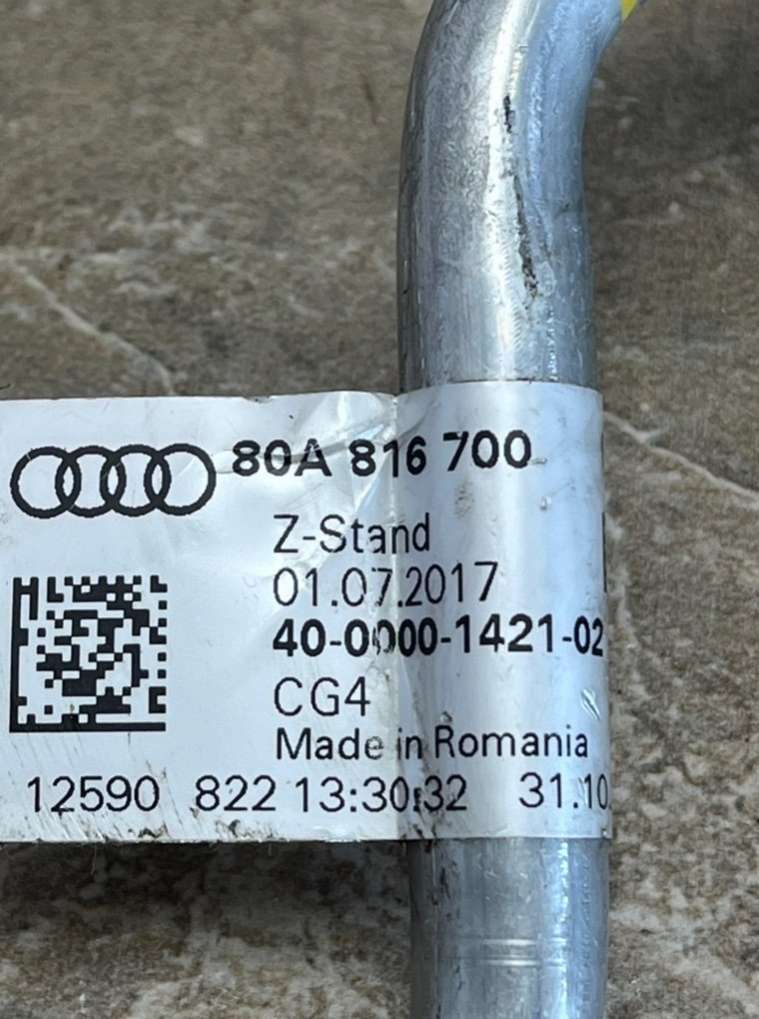 80A 816 700
Z-Stand
01.07.2017
40-0000-1421-02
CG4
Made in Romania
12590 822 13:30:32 31.10.